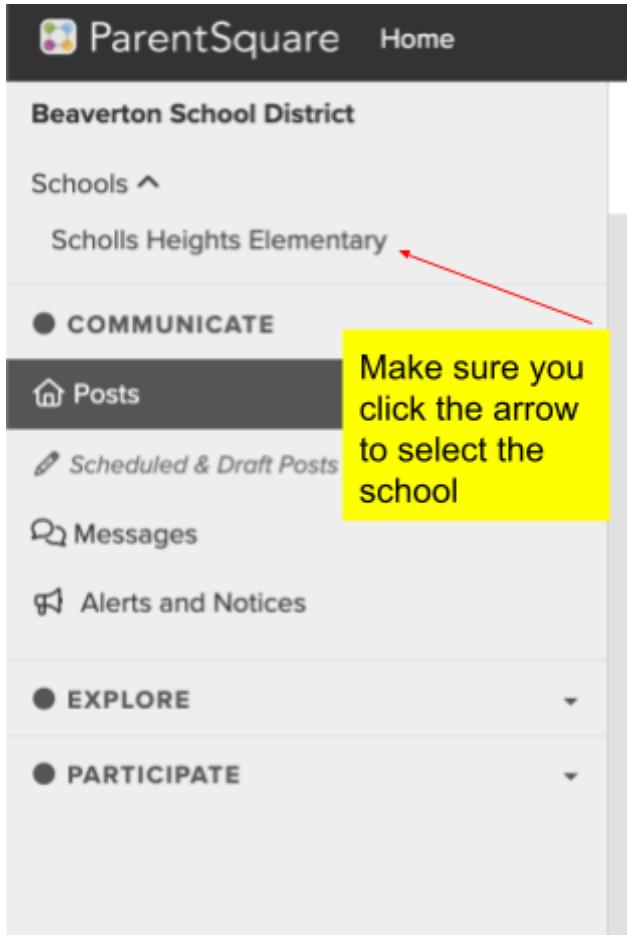 ParentSquare Home
Beaverton School District
Schools
Scholls Heights Elementary
COMMUNICATE
Posts
Make sure you
click the arrow
to select the
school
Scheduled & Draft Posts
Messages
Alerts and Notices
EXPLORE
PARTICIPATE